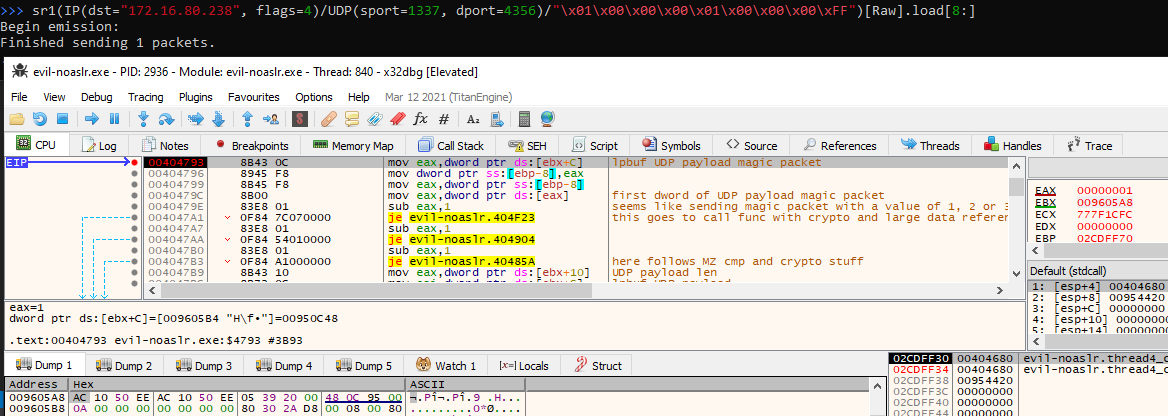 >>> sr1(IP(dst="172.16.80.238", flags=4)/UDP(sport=1337, dport=4356)/"\x01\x00\x00\x00\x01\x00\x00\x00\xFF")[Raw].load[8:]
Begin emission:
Finished sending 1 packets.
evil-noaslr.exe - PID: 2936 - Module: evil-noaslr.exe - Thread: 840 - x32dbg [Elevated]
File View Debug Tracing Plugins Favourites Options Help Mar 12 2021 (TitanEngine)
CPU Log Notes Breakpoints Memory Map Call Stack SEH Script Symbols Source References Threads Handles Trace
EIP 00404793 8B43 0C mov eax,dword ptr ds:[ebx+C] lpbuf UDP payload magic packet
00404796 8945 F8 mov dword ptr ss:[ebp-8],eax
00404799 8B45 F8 mov eax,dword ptr ss:[ebp-8]
0040479C 8B00 mov eax,dword ptr ds:[eax] first dword of UDP payload magic packet
0040479E 83E8 01 sub eax,1 seems like sending magic packet with a value of 1, 2 or 3
004047A1 0F84 7C070000 je evil-noaslr.404F23 this goes to call func with crypto and large data referer
004047A7 83E8 01 sub eax,1
004047AA 0F84 54010000 je evil-noaslr.404904
004047B0 83E8 01 sub eax,1
004047B3 0F84 A1000000 je evil-noaslr.40485A here follows MZ cmp and crypto stuff
004047B9 8B43 10 mov eax,dword ptr ds:[ebx+10] UDP payload len
EAX 00000001
EBX 009605A8
ECX 777F1CFC
EDX 00000000
EBP 02CDFF70
Default (stdcall)
1: [esp+4] 00404680
2: [esp+8] 00954420
3: [esp+C] 00000000
4: [esp+10] 00000000
5: [esp+14] 00000000
eax=1
dword ptr ds:[ebx+C]=[009605B4 "H\f•"]=00950C48
.text:00404793 evil-noaslr.exe:$4793 #3B93
Dump 1 Dump 2 Dump 3 Dump 4 Dump 5 Watch 1 Locals Struct
Address Hex ASCII
009605A8 AC 10 50 EE AC 10 50 EE 05 39 20 00 48 0C 95 00 ¬.Pî¬.Pî.9 .H...
009605B8 0A 00 00 00 00 00 00 00 80 30 2A D8 00 08 00 80
02CDFF30 00404680 evil-noaslr.thread4_c
02CDFF34 00404680 evil-noaslr.thread4_c
02CDFF38 00954420
02CDFF3C 00000000
02CDFF40 00000000
02CDFF44 00000000